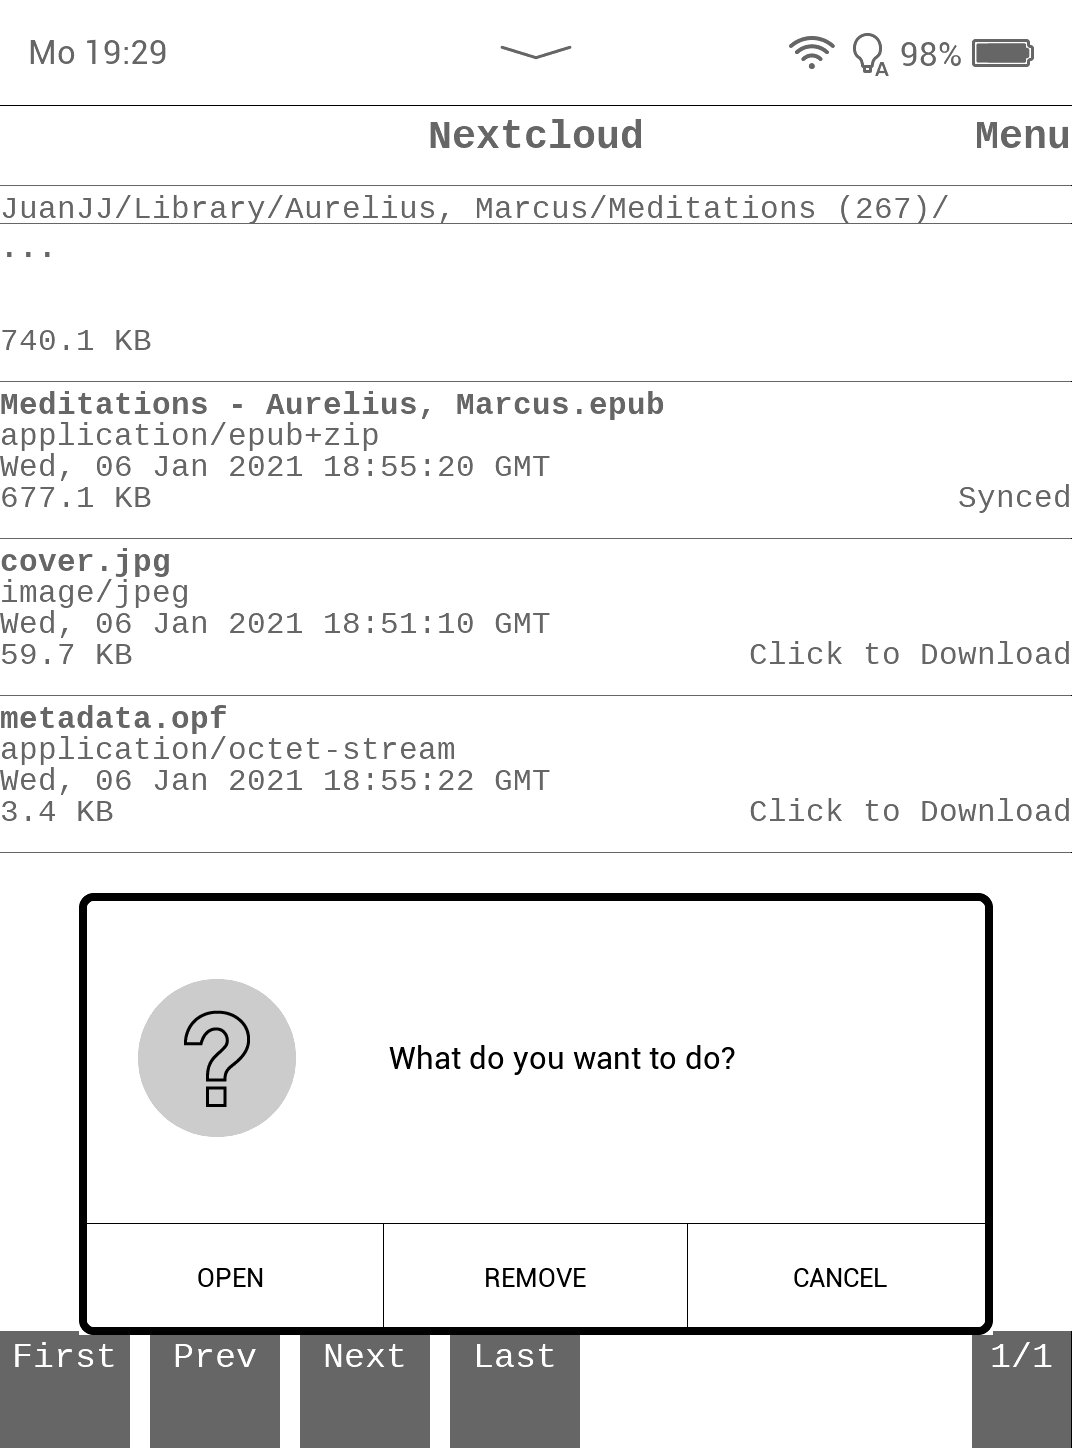 Mo 19:29
98%
Nextcloud Menu
JuanJJ/Library/Aurelius, Marcus/Meditations (267)/
...
740.1 KB
Meditations - Aurelius, Marcus.epub
application/epub+zip
Wed, 06 Jan 2021 18:55:20 GMT
677.1 KB Synced
cover.jpg
image/jpeg
Wed, 06 Jan 2021 18:51:10 GMT
59.7 KB Click to Download
metadata.opf
application/octet-stream
Wed, 06 Jan 2021 18:55:22 GMT
3.4 KB Click to Download
What do you want to do?
OPEN REMOVE CANCEL
First Prev Next Last 1/1